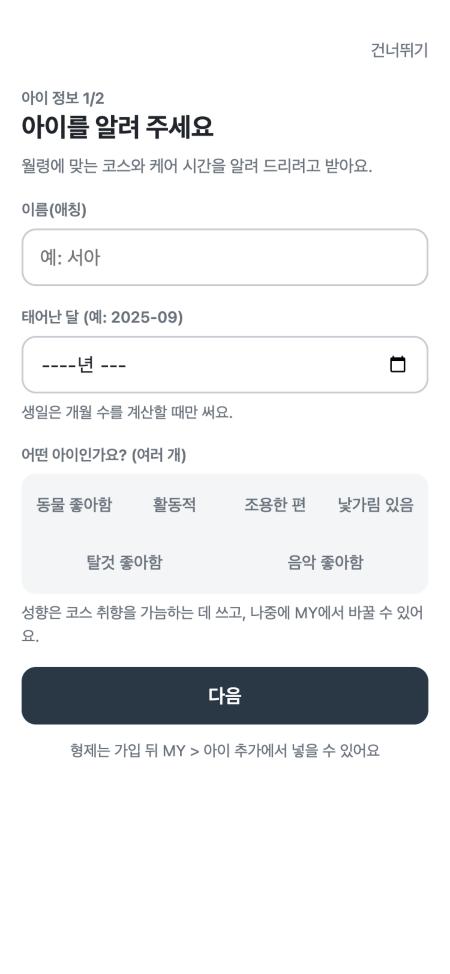 건너뛰기
아이 정보 1/2
아이를 알려 주세요
월령에 맞는 코스와 케어 시간을 알려 드리려고 받아요.
이름(애칭)
예: 서아
태어난 달 (예: 2025-09)
----년 ---
생일은 개월 수를 계산할 때만 써요.
어떤 아이인가요? (여러 개)
동물 좋아함 활동적 조용한 편 낯가림 있음
탈것 좋아함 음악 좋아함
성향은 코스 취향을 가늠하는 데 쓰고, 나중에 MY에서 바꿀 수 있어
요.
다음
형제는 가입 뒤 MY > 아이 추가에서 넣을 수 있어요